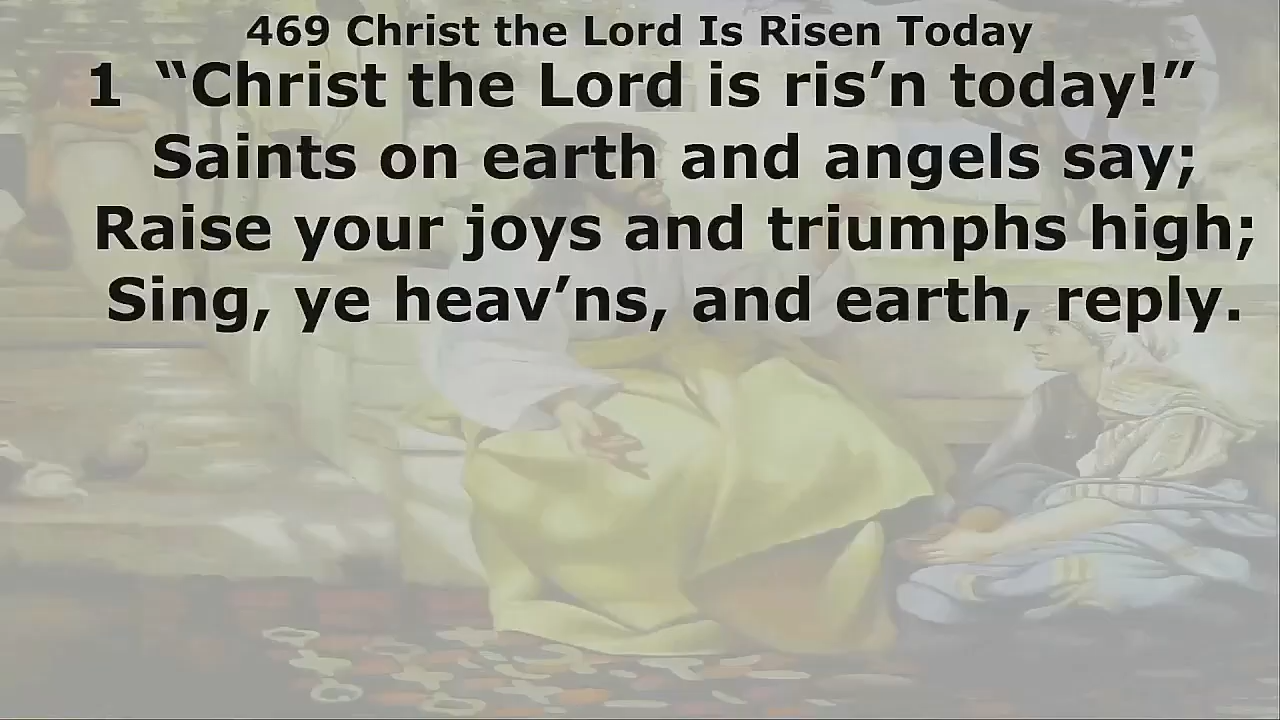 469 Christ the Lord Is Risen Today
1 “Christ the Lord is ris’n today!”
Saints on earth and angels say;
Raise your joys and triumphs high;
Sing, ye heav’ns, and earth, reply.